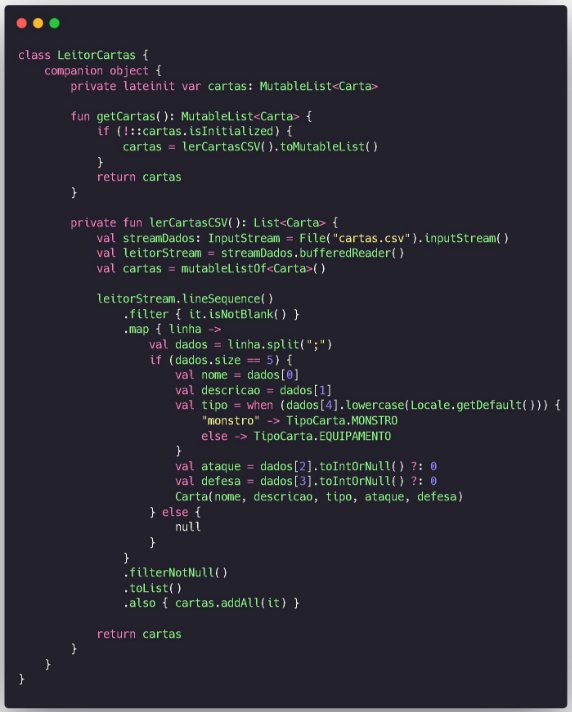 class LeitorCartas {
    companion object {
        private lateinit var cartas: MutableList<Carta>

        fun getCartas(): MutableList<Carta> {
            if (!::cartas.isInitialized) {
                cartas = lerCartasCSV().toMutableList()
            }
            return cartas
        }

        private fun lerCartasCSV(): List<Carta> {
            val streamDados: InputStream = File("cartas.csv").inputStream()
            val leitorStream = streamDados.bufferedReader()
            val cartas = mutableListOf<Carta>()

            leitorStream.lineSequence()
                .filter { it.isNotBlank() }
                .map { linha ->
                    val dados = linha.split(";")
                    if (dados.size == 5) {
                        val nome = dados[0]
                        val descricao = dados[1]
                        val tipo = when (dados[4].lowercase(Locale.getDefault())) {
                            "monstro" -> TipoCarta.MONSTRO
                            else -> TipoCarta.EQUIPAMENTO
                        }
                        val ataque = dados[2].toIntOrNull() ?: 0
                        val defesa = dados[3].toIntOrNull() ?: 0
                        Carta(nome, descricao, tipo, ataque, defesa)
                    } else {
                        null
                    }
                }
                .filterNotNull()
                .toList()
                .also { cartas.addAll(it) }

            return cartas
        }
    }
}